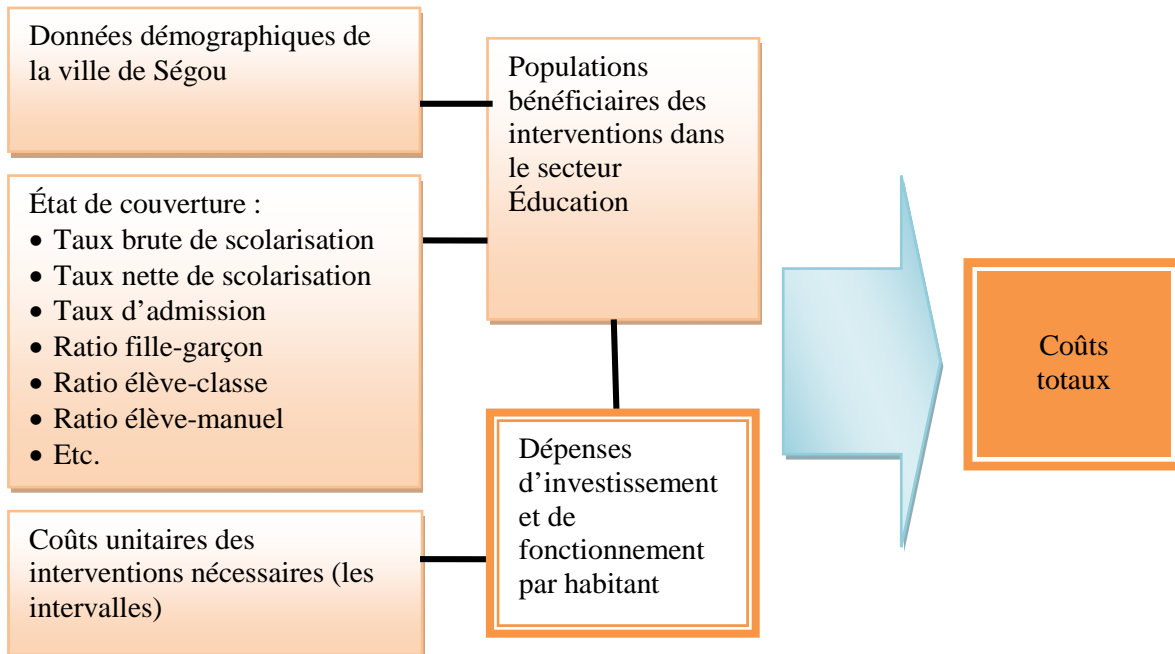 Données démographiques de
la ville de Ségou
Populations
bénéficiaires des
interventions dans
le secteur
Éducation
État de couverture :
• Taux brute de scolarisation
• Taux nette de scolarisation
• Taux d’admission
• Ratio fille-garçon
• Ratio élève-classe
• Ratio élève-manuel
• Etc.
Coûts
totaux
Dépenses
d’investissement
et de
fonctionnement
par habitant
Coûts unitaires des
interventions nécessaires (les
intervalles)